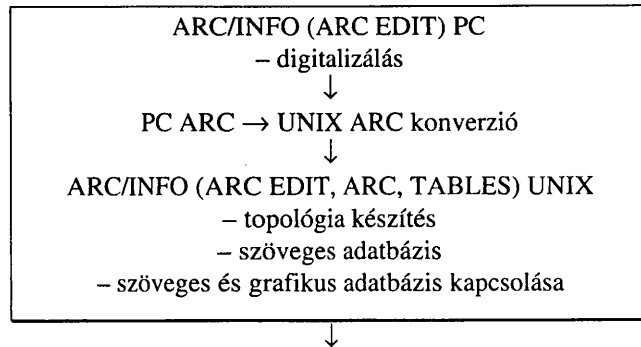 ARC/INFO (ARC EDIT) PC
– digitalizálás
↓
PC ARC → UNIX ARC konverzió
↓
ARC/INFO (ARC EDIT, ARC, TABLES) UNIX
– topológia készítés
– szöveges adatbázis
– szöveges és grafikus adatbázis kapcsolása
↓